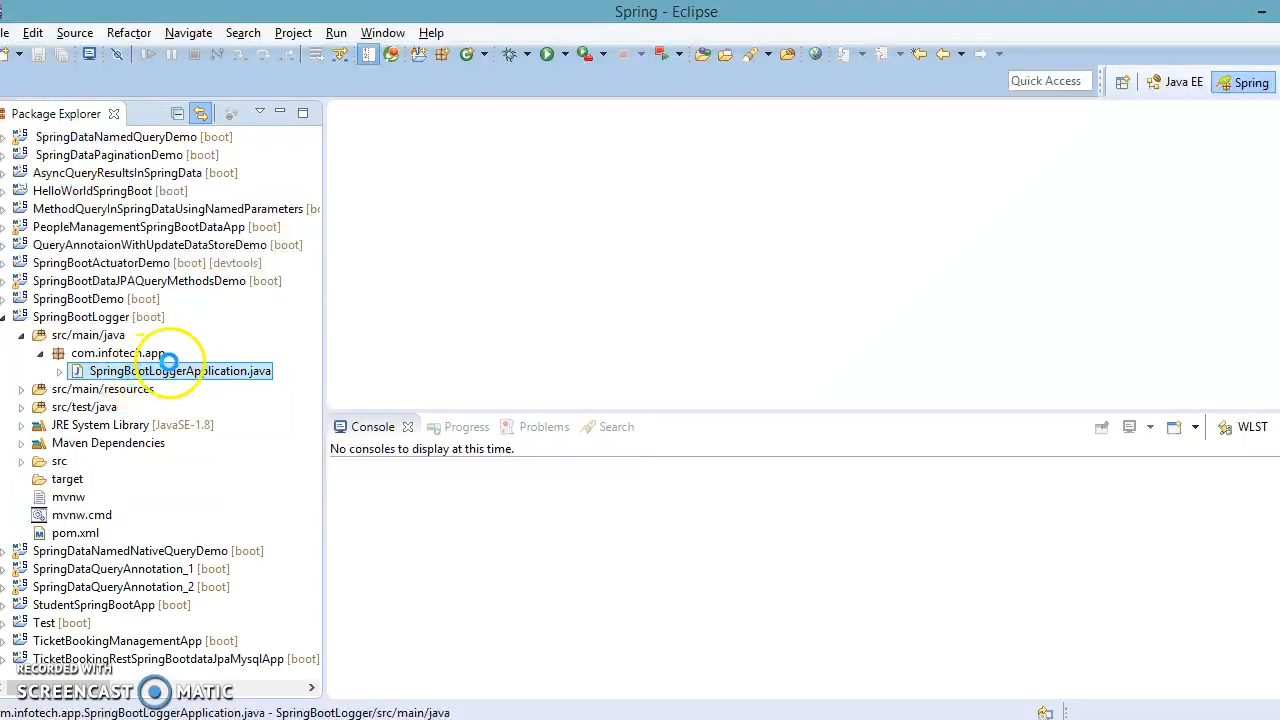 Spring - Eclipse
le Edit Source Refactor Navigate Search Project Run Window Help
Quick Access Java EE Spring
Package Explorer
SpringDataNamedQueryDemo [boot]
SpringDataPaginationDemo [boot]
AsyncQueryResultsInSpringData [boot]
HelloWorldSpringBoot [boot]
MethodQueryInSpringDataUsingNamedParameters [bo
PeopleManagementSpringBootDataApp [boot]
QueryAnnotaionWithUpdateDataStoreDemo [boot]
SpringBootActuatorDemo [boot] [devtools]
SpringBootDataJPAQueryMethodsDemo [boot]
SpringBootDemo [boot]
SpringBootLogger [boot]
src/main/java
com.infotech.app
SpringBootLoggerApplication.java
src/main/resources
src/test/java
JRE System Library [JavaSE-1.8]
Maven Dependencies
src
target
mvnw
mvnw.cmd
pom.xml
SpringDataNamedNativeQueryDemo [boot]
SpringDataQueryAnnotation_1 [boot]
SpringDataQueryAnnotation_2 [boot]
StudentSpringBootApp [boot]
Test [boot]
TicketBookingManagementApp [boot]
TicketBookingRestSpringBootdataJpaMysqlApp [boot]
Console Progress Problems Search WLST
No consoles to display at this time.
RECORDED WITH
SCREENCAST MATIC
m.infotech.app.SpringBootLoggerApplication.java - SpringBootLogger/src/main/java